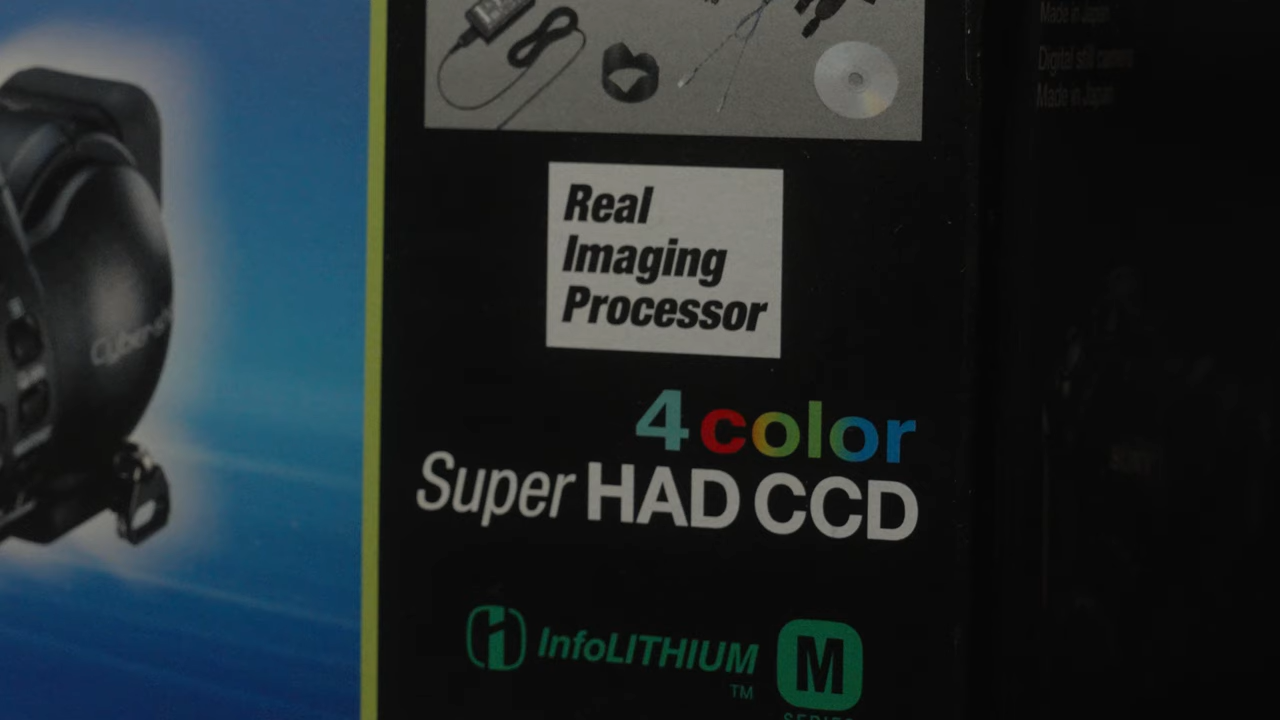 Made in Japan
Digital still camera
Made in Japan
Real
Imaging
Processor
4 color
Super HAD CCD
InfoLITHIUM
TM
M